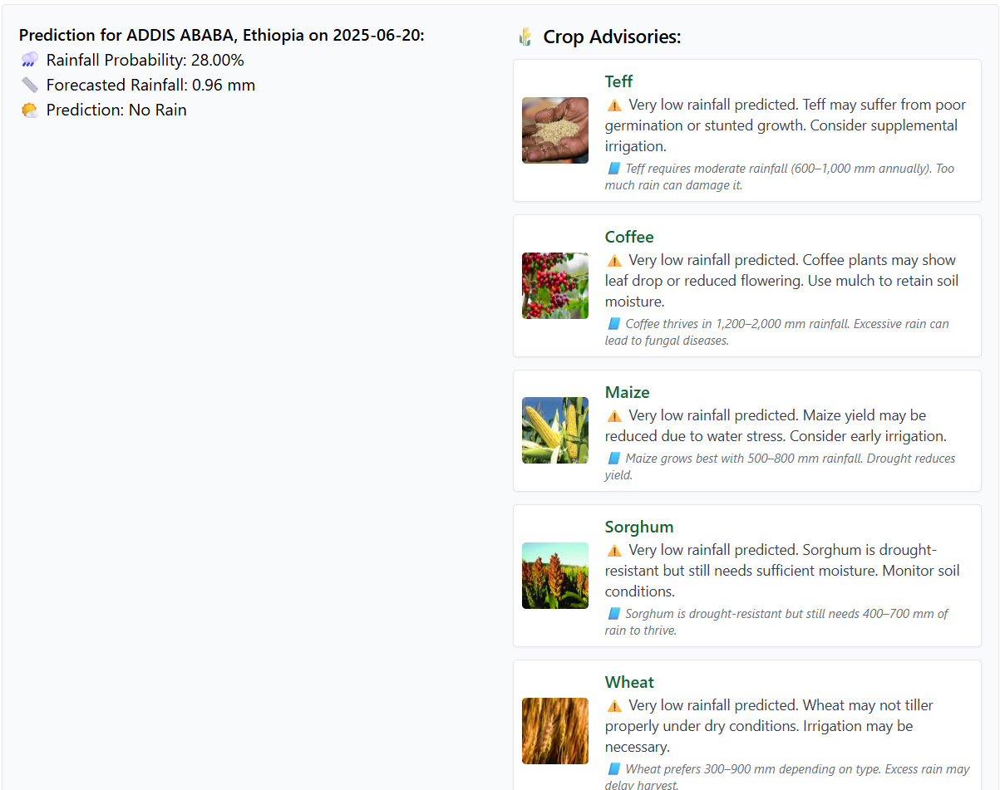 Prediction for ADDIS ABABA, Ethiopia on 2025-06-20:
Rainfall Probability: 28.00%
Forecasted Rainfall: 0.96 mm
Prediction: No Rain
Crop Advisories:
Teff
Very low rainfall predicted. Teff may suffer from poor
germination or stunted growth. Consider supplemental
irrigation.
Teff requires moderate rainfall (600–1,000 mm annually). Too
much rain can damage it.
Coffee
Very low rainfall predicted. Coffee plants may show
leaf drop or reduced flowering. Use mulch to retain soil
moisture.
Coffee thrives in 1,200–2,000 mm rainfall. Excessive rain can
lead to fungal diseases.
Maize
Very low rainfall predicted. Maize yield may be
reduced due to water stress. Consider early irrigation.
Maize grows best with 500–800 mm rainfall. Drought reduces
yield.
Sorghum
Very low rainfall predicted. Sorghum is drought-
resistant but still needs sufficient moisture. Monitor soil
conditions.
Sorghum is drought-resistant but still needs 400–700 mm of
rain to thrive.
Wheat
Very low rainfall predicted. Wheat may not tiller
properly under dry conditions. Irrigation may be
necessary.
Wheat prefers 300–900 mm depending on type. Excess rain may
delay harvest.